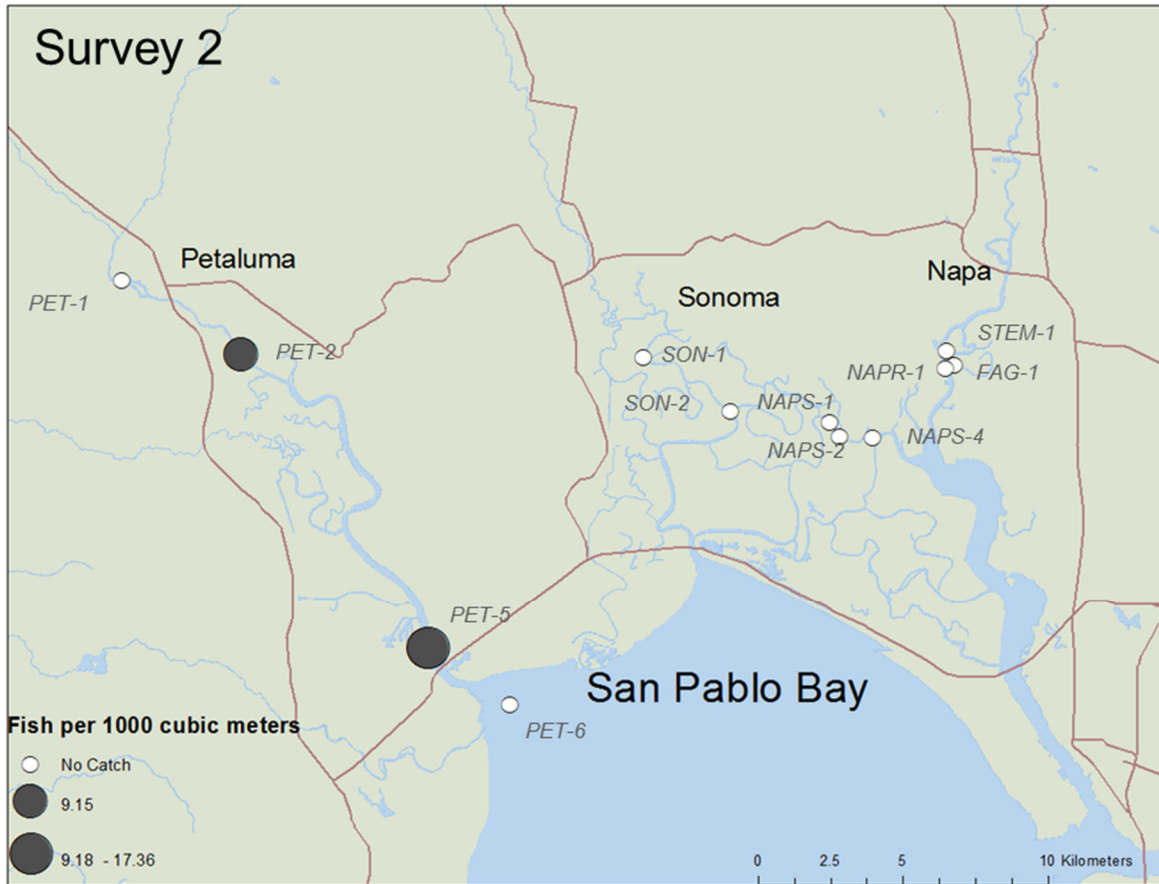 Survey 2
Petaluma
Napa
PET-1
Sonoma
STEM-1
PET-2
SON-1
NAPR-1
FAG-1
SON-2
NAPS-1
NAPS-2
NAPS-4
PET-5
San Pablo Bay
PET-6
Fish per 1000 cubic meters
No Catch
9.15
9.18 - 17.36
0 2.5 5 10 Kilometers